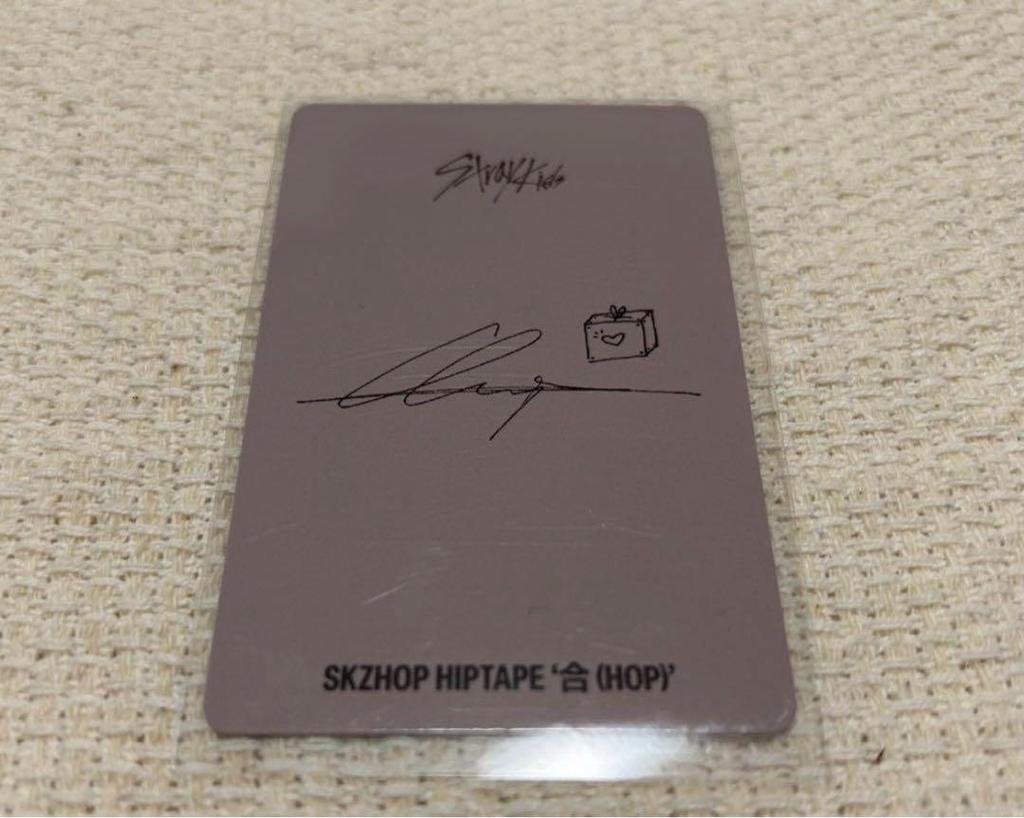 Stray Kids
SKZHOP HIPTAPE ‘合 (HOP)’